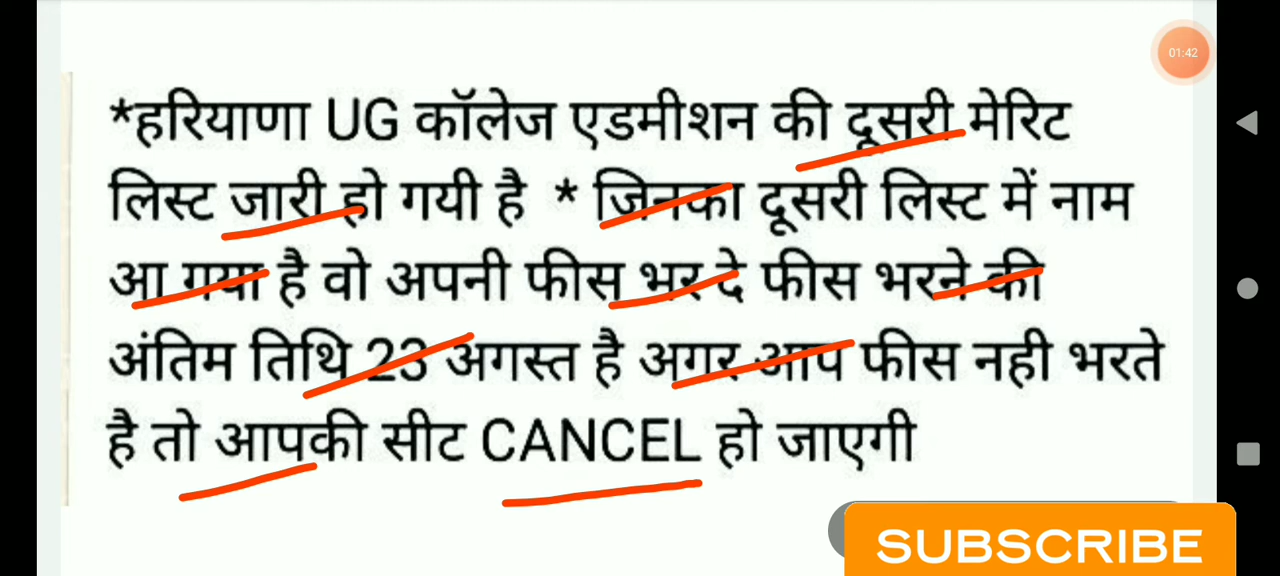 01:42
*हरियाणा UG कॉलेज एडमीशन की दूसरी मेरिट
लिस्ट जारी हो गयी है * जिनका दूसरी लिस्ट में नाम
आ गया है वो अपनी फीस भर दे फीस भरने की
अंतिम तिथि 23 अगस्त है अगर आप फीस नही भरते
है तो आपकी सीट CANCEL हो जाएगी
SUBSCRIBE